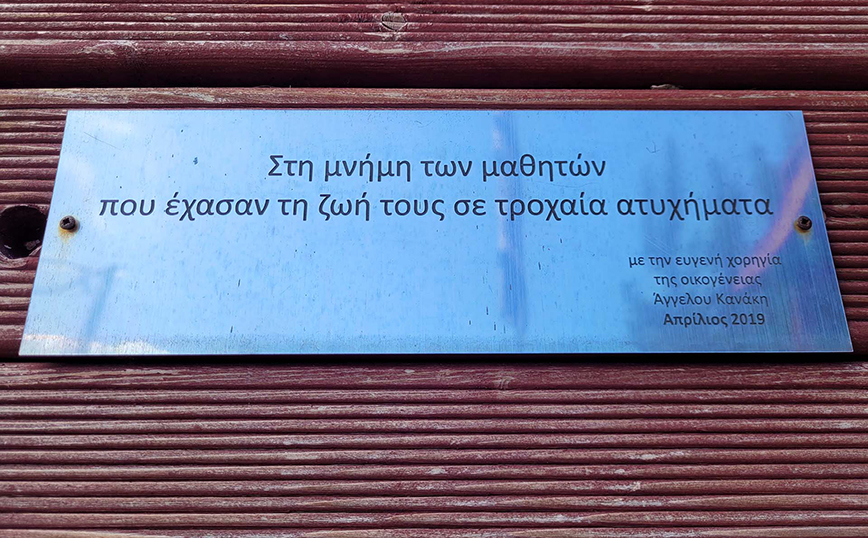 Στη μνήμη των μαθητών
που έχασαν τη ζωή τους σε τροχαία ατυχήματα
με την ευγενή χορηγία
της οικογένειας
Άγγελου Κανάκη
Απρίλιος 2019